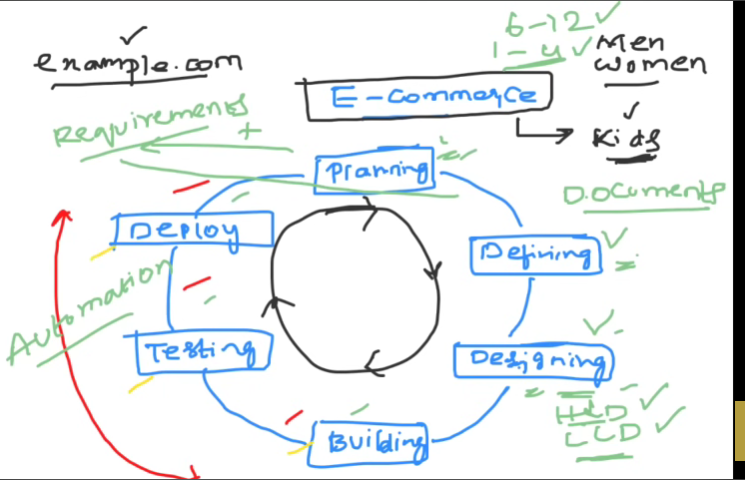 example.com
6-12
1-4
Men
women
E-commerce
Kids
Requirements
Planning
Documents
Deploy
Defining
Automation
Testing
Designing
HLD
LLD
Building